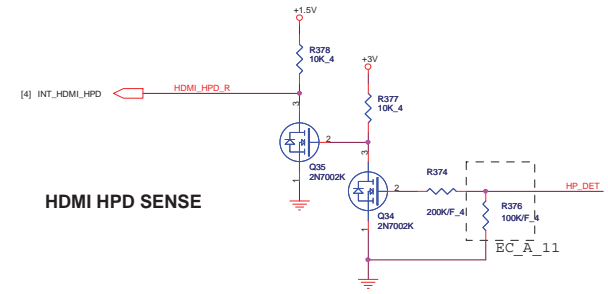 +1.5V
R378
10K_4
+3V
[4] INT_HDMI_HPD
HDMI_HPD_R
R377
10K_4
3
2
Q35
2N7002K
1
3
R374
HDMI HPD SENSE
2
200K/F_4
R376
100K/F_4
HP_DET
Q34
2N7002K
1
EC_A_11